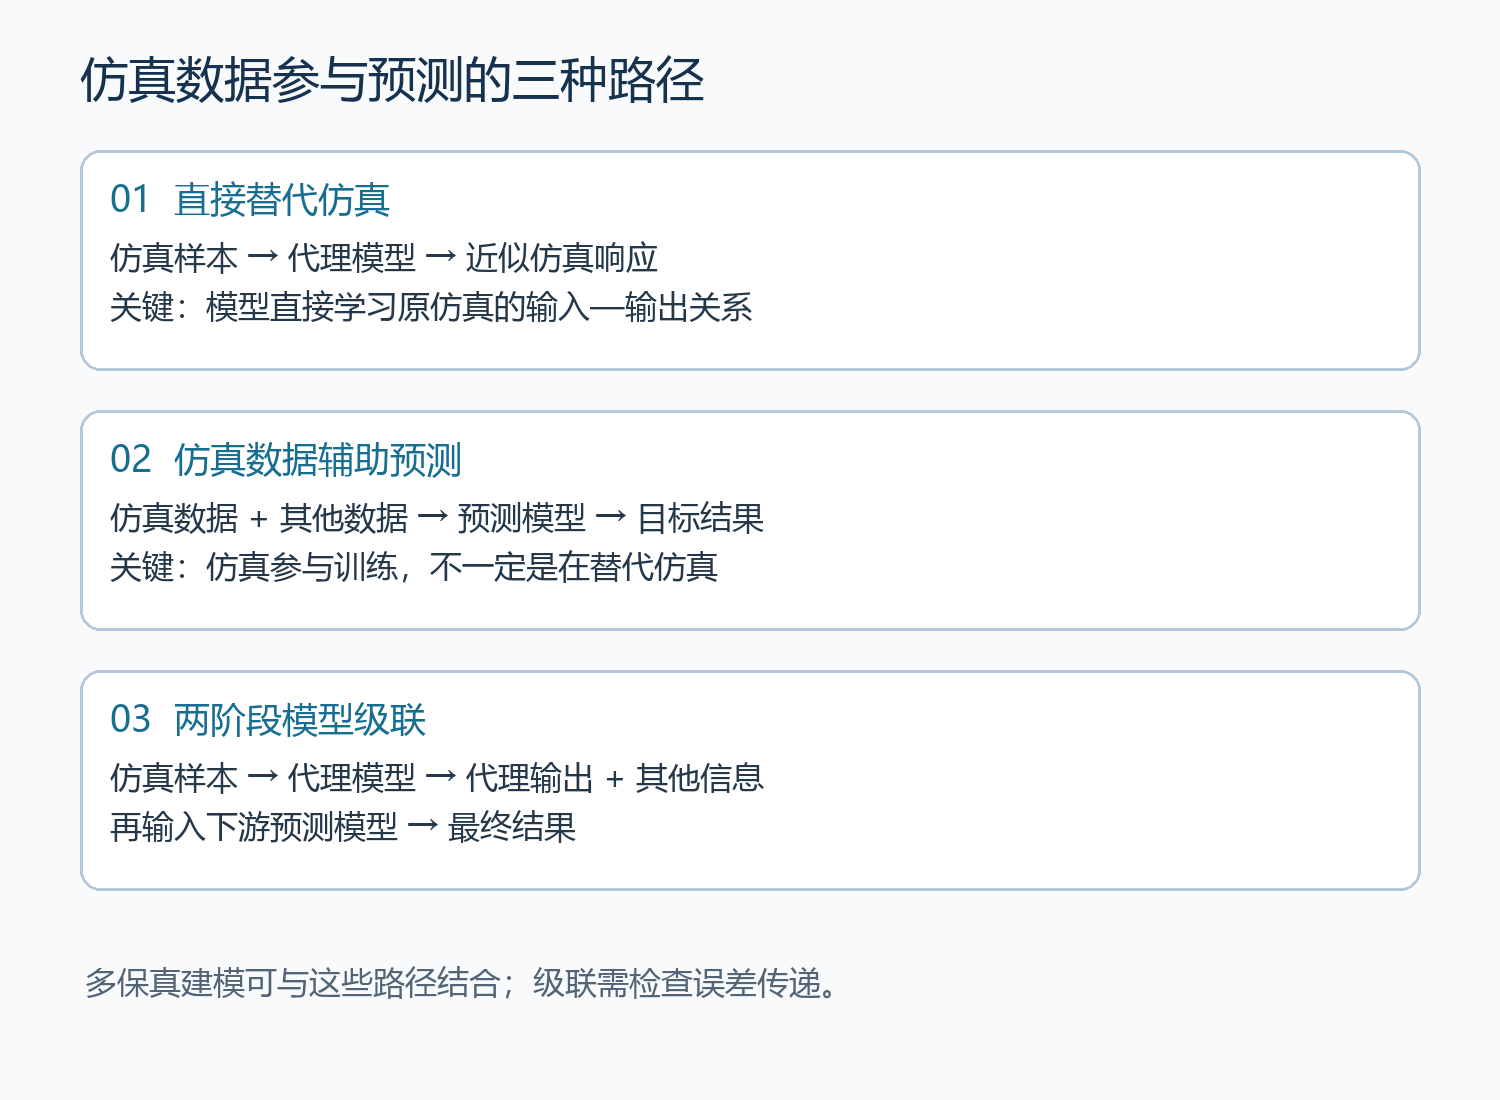 仿真数据参与预测的三种路径
01 直接替代仿真
仿真样本 → 代理模型 → 近似仿真响应
关键：模型直接学习原仿真的输入—输出关系
02 仿真数据辅助预测
仿真数据 + 其他数据 → 预测模型 → 目标结果
关键：仿真参与训练，不一定是在替代仿真
03 两阶段模型级联
仿真样本 → 代理模型 → 代理输出 + 其他信息
再输入下游预测模型 → 最终结果
多保真建模可与这些路径结合；级联需检查误差传递。